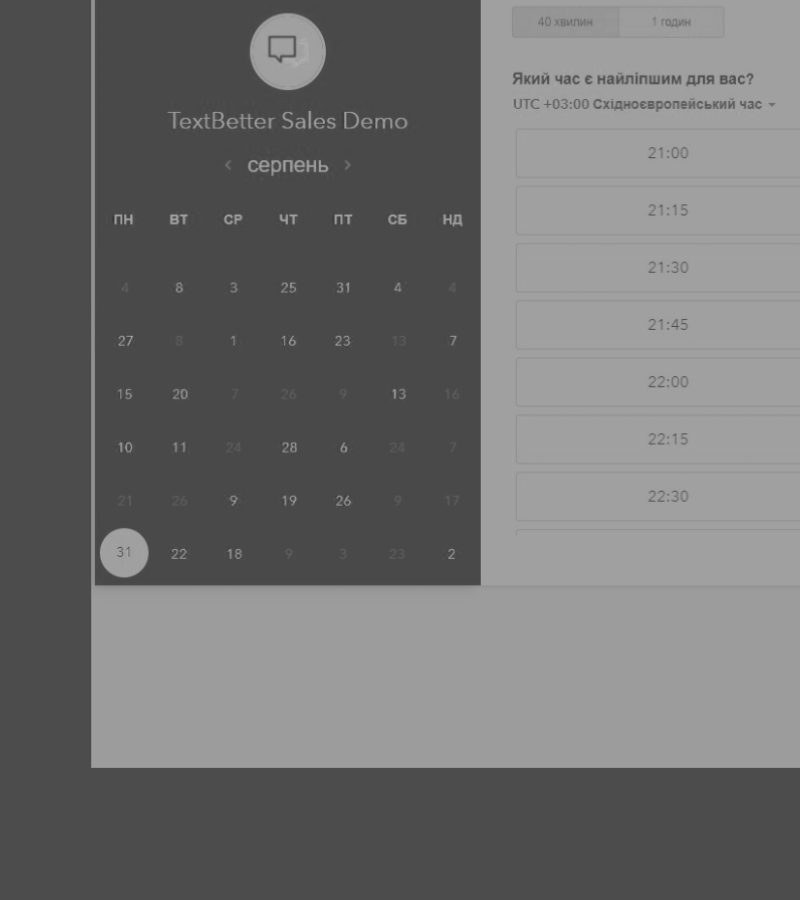 TextBetter Sales Demo
серпень
ПН ВТ СР ЧТ ПТ СБ НД
4 8 3 25 31 4 4
27 8 1 16 23 13 7
15 20 7 26 9 13 16
10 11 24 28 6 24 7
21 26 9 19 26 9 17
31 22 18 9 3 23 2
40 хвилин 1 годин
Який час є найліпшим для вас?
UTC +03:00 Східноєвропейський час
21:00
21:15
21:30
21:45
22:00
22:15
22:30